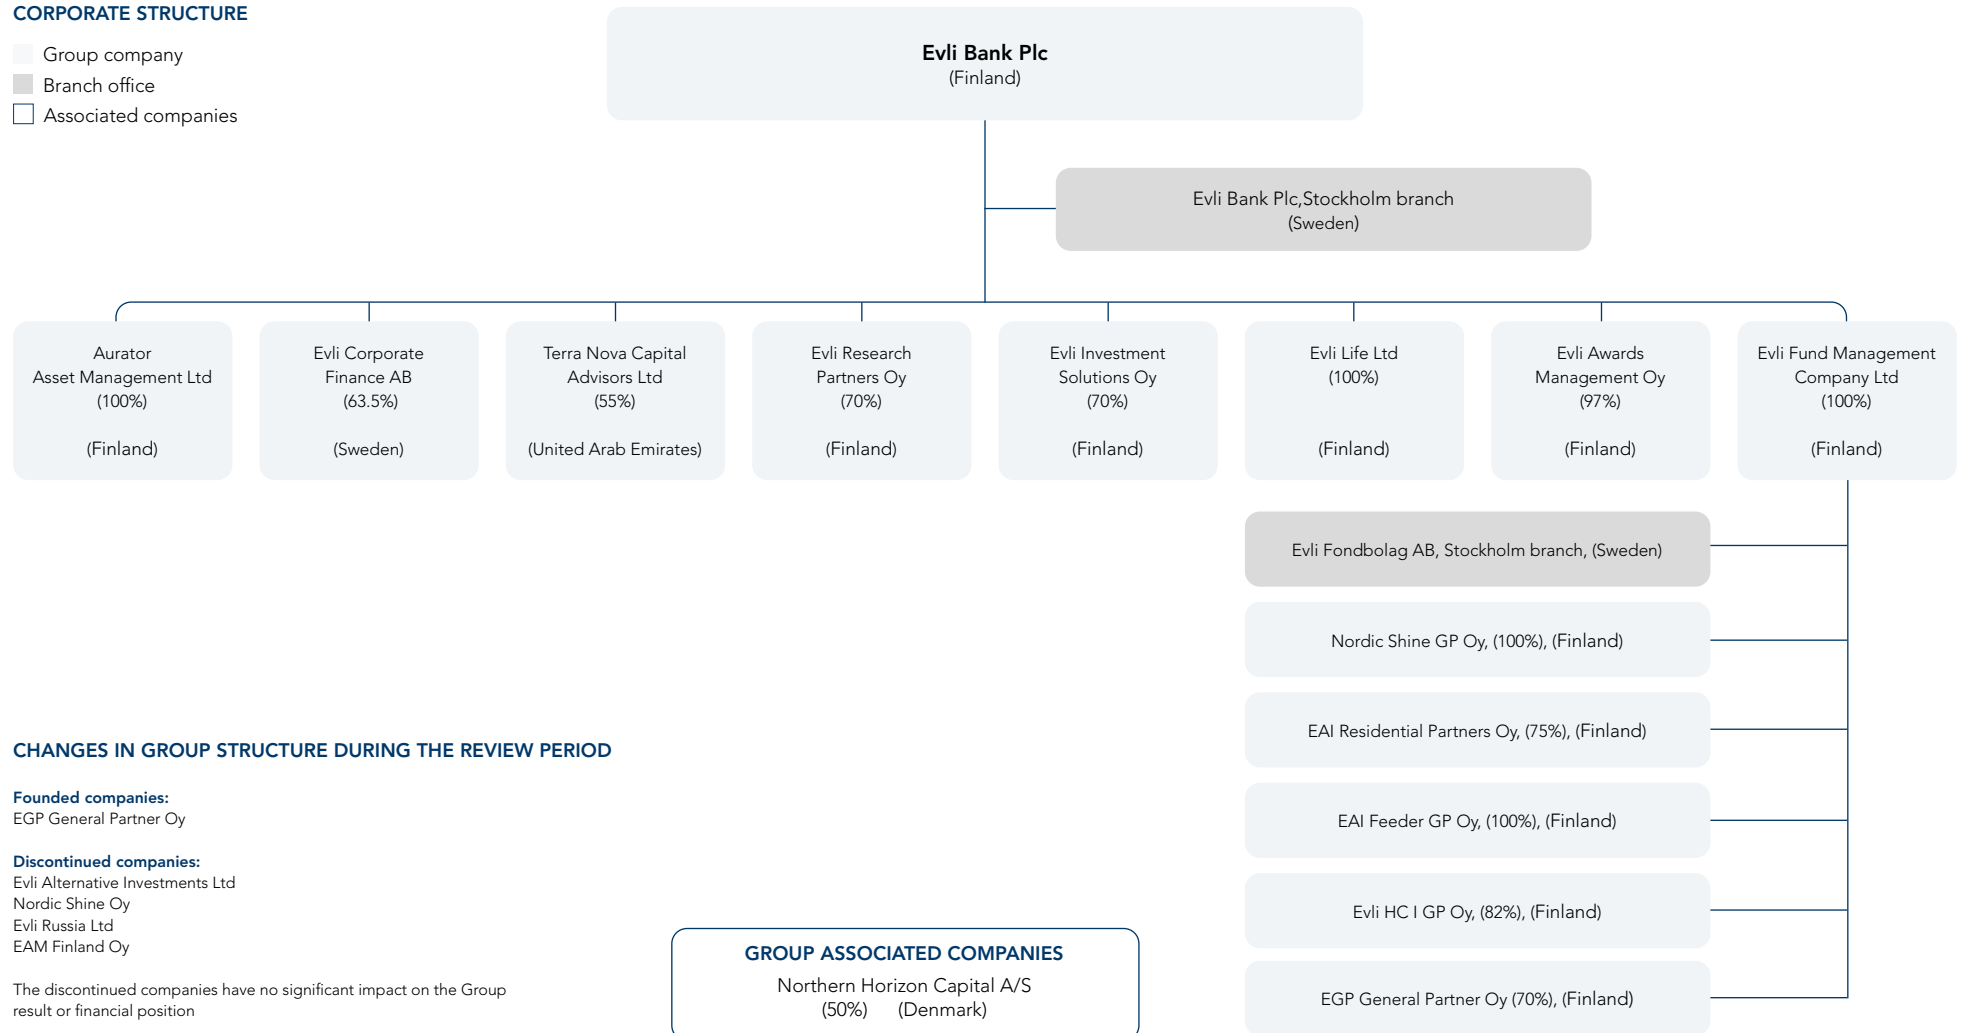 CORPORATE STRUCTURE
Group company
Branch office
Associated companies
Evli Bank Plc
(Finland)
Evli Bank Plc,Stockholm branch
(Sweden)
Aurator
Asset Management Ltd
(100%)
(Finland)
Evli Corporate
Finance AB
(63.5%)
(Sweden)
Terra Nova Capital
Advisors Ltd
(55%)
(United Arab Emirates)
Evli Research
Partners Oy
(70%)
(Finland)
Evli Investment
Solutions Oy
(70%)
(Finland)
Evli Life Ltd
(100%)
(Finland)
Evli Awards
Management Oy
(97%)
(Finland)
Evli Fund Management
Company Ltd
(100%)
(Finland)
Evli Fondbolag AB, Stockholm branch, (Sweden)
Nordic Shine GP Oy, (100%), (Finland)
EAI Residential Partners Oy, (75%), (Finland)
EAI Feeder GP Oy, (100%), (Finland)
Evli HC I GP Oy, (82%), (Finland)
EGP General Partner Oy (70%), (Finland)
CHANGES IN GROUP STRUCTURE DURING THE REVIEW PERIOD
Founded companies:
EGP General Partner Oy
Discontinued companies:
Evli Alternative Investments Ltd
Nordic Shine Oy
Evli Russia Ltd
EAM Finland Oy
The discontinued companies have no significant impact on the Group
result or financial position
GROUP ASSOCIATED COMPANIES
Northern Horizon Capital A/S
(50%) (Denmark)